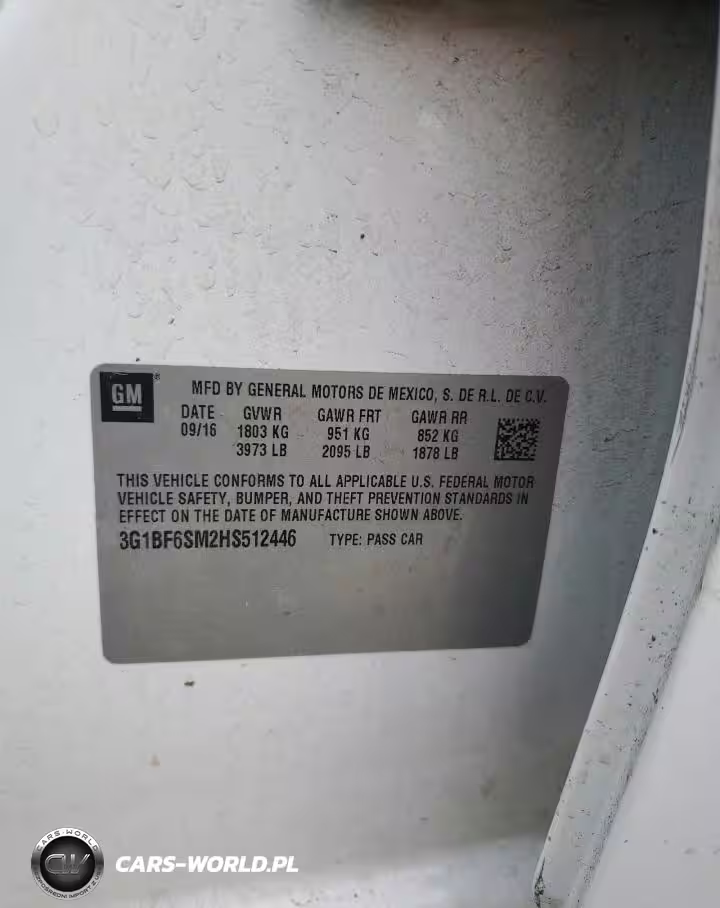 GM ®
MFD BY GENERAL MOTORS DE MEXICO, S. DE R.L. DE C.V.
DATE GVWR GAWR FRT GAWR RR
09/16 1803 KG 951 KG 852 KG
3973 LB 2095 LB 1878 LB
THIS VEHICLE CONFORMS TO ALL APPLICABLE U.S. FEDERAL MOTOR
VEHICLE SAFETY, BUMPER, AND THEFT PREVENTION STANDARDS IN
EFFECT ON THE DATE OF MANUFACTURE SHOWN ABOVE.
3G1BF6SM2HS512446 TYPE: PASS CAR
CARS-WORLD
CW
CARS-WORLD.PL